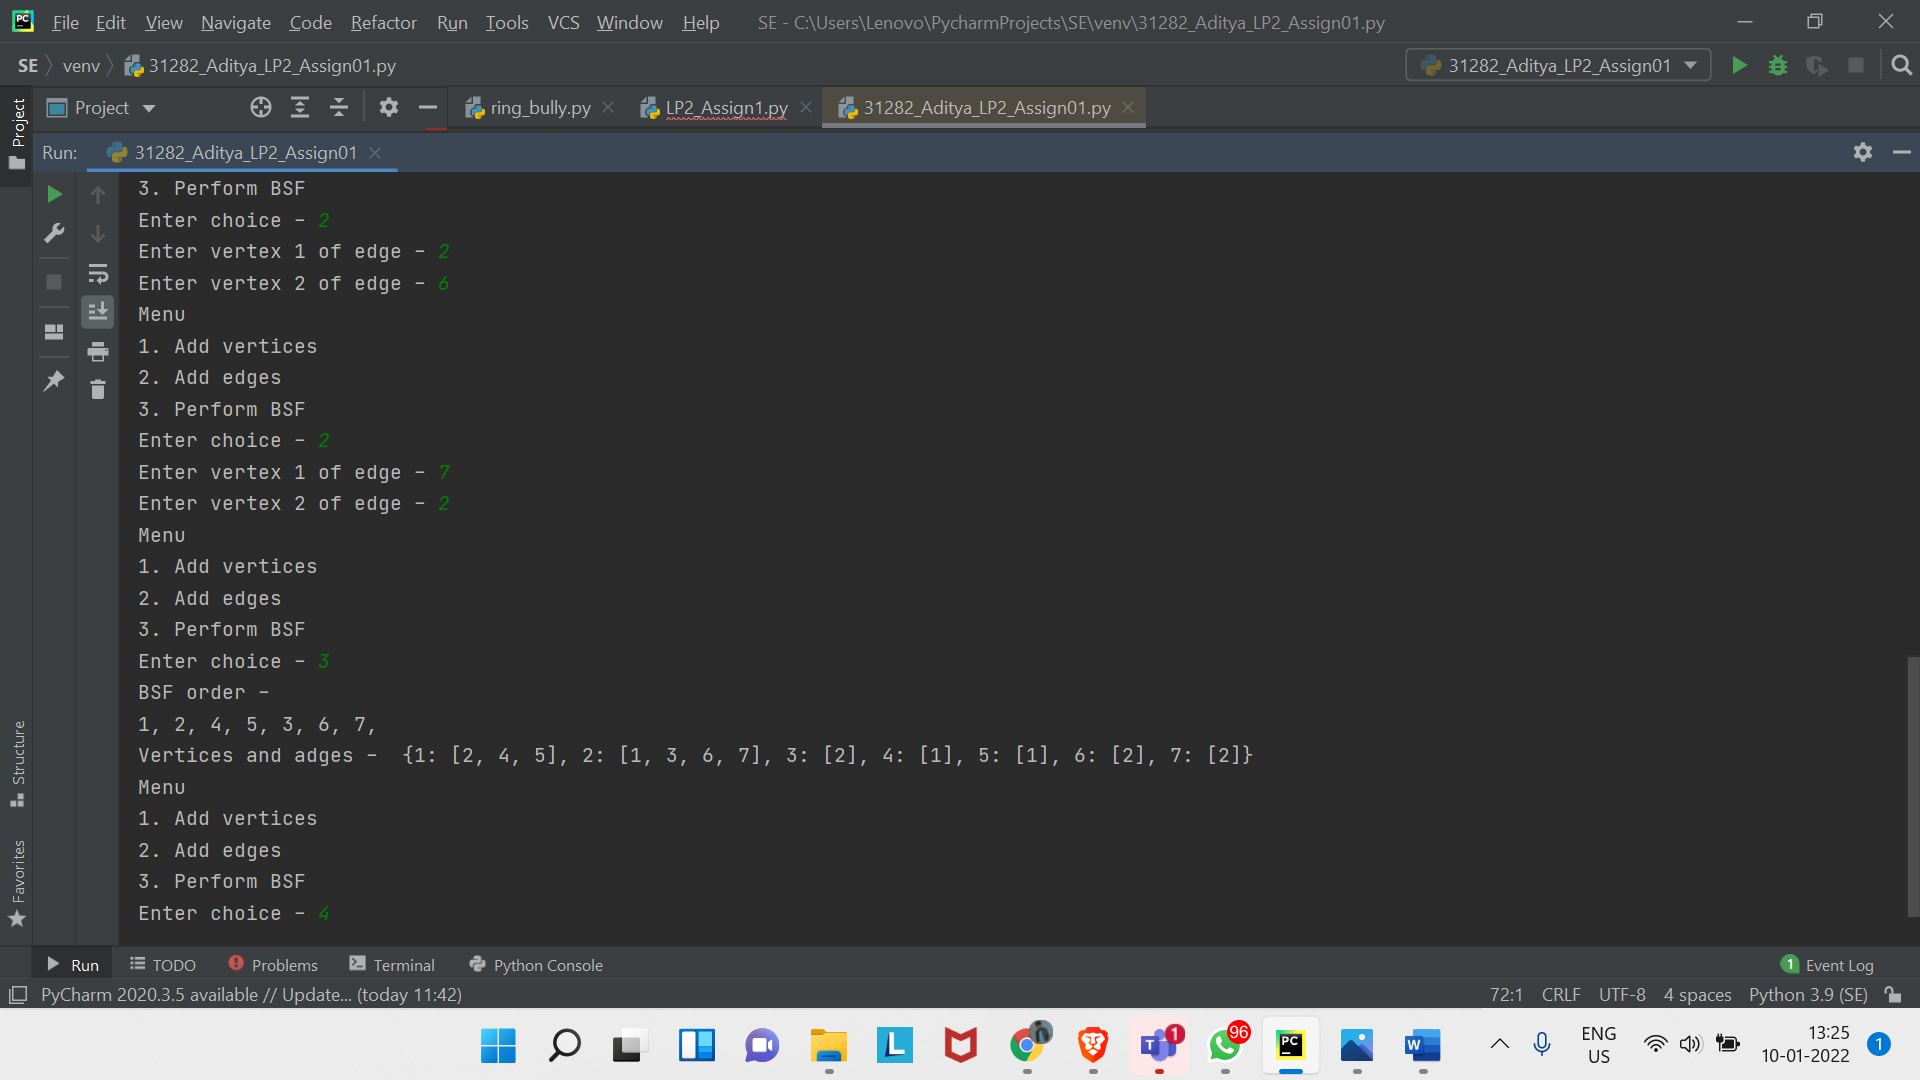 File Edit View Navigate Code Refactor Run Tools VCS Window Help SE - C:\Users\Lenovo\PycharmProjects\SE\venv\31282_Aditya_LP2_Assign01.py
SE venv 31282_Aditya_LP2_Assign01.py 31282_Aditya_LP2_Assign01
Project ring_bully.py LP2_Assign1.py 31282_Aditya_LP2_Assign01.py
Project
Run: 31282_Aditya_LP2_Assign01
3. Perform BSF
Enter choice - 2
Enter vertex 1 of edge - 2
Enter vertex 2 of edge - 6
Menu
1. Add vertices
2. Add edges
3. Perform BSF
Enter choice - 2
Enter vertex 1 of edge - 7
Enter vertex 2 of edge - 2
Menu
1. Add vertices
2. Add edges
3. Perform BSF
Enter choice - 3
BSF order -
1, 2, 4, 5, 3, 6, 7,
Vertices and adges -  {1: [2, 4, 5], 2: [1, 3, 6, 7], 3: [2], 4: [1], 5: [1], 6: [2], 7: [2]}
Menu
1. Add vertices
2. Add edges
3. Perform BSF
Enter choice - 4
Structure
Favorites
Run TODO Problems Terminal Python Console 1 Event Log
PyCharm 2020.3.5 available // Update... (today 11:42) 72:1 CRLF UTF-8 4 spaces Python 3.9 (SE)
L T 1 96 PC W ENG 13:25
US 10-01-2022 1